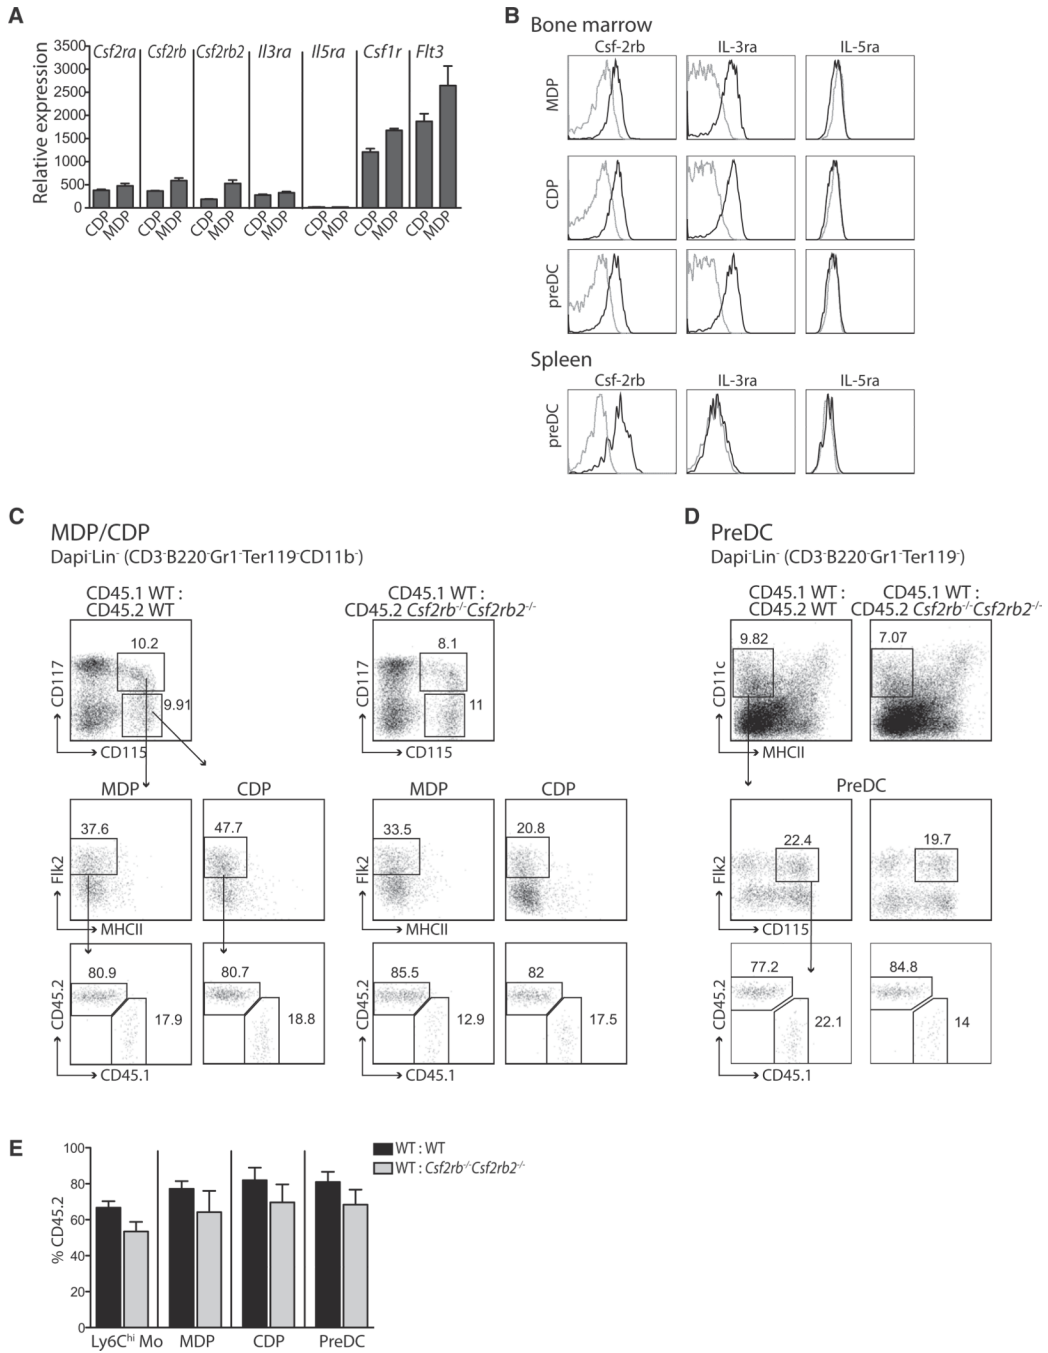 A
Csf2ra Csf2rb Csf2rb2 Il3ra Il5ra Csf1r Flt3
Relative expression
3500
3000
2500
2000
1500
1000
500
0
CDP MDP CDP MDP CDP MDP CDP MDP CDP MDP CDP MDP CDP MDP
B
Bone marrow
Csf-2rb IL-3ra IL-5ra
MDP
CDP
preDC
Spleen
Csf-2rb IL-3ra IL-5ra
preDC
C
MDP/CDP
Dapi⁻Lin⁻ (CD3⁻B220⁻Gr1⁻Ter119⁻CD11b⁻)
CD45.1 WT :
CD45.2 WT
CD45.1 WT :
CD45.2 Csf2rb⁻/⁻Csf2rb2⁻/⁻
CD117
10.2
9.91
CD115
CD117
8.1
11
CD115
MDP CDP
MDP CDP
Flk2
37.6
47.7
MHCII
Flk2
33.5
20.8
MHCII
CD45.2
80.9
17.9
80.7
18.8
CD45.1
CD45.2
85.5
12.9
82
17.5
CD45.1
D
PreDC
Dapi⁻Lin⁻ (CD3⁻B220⁻Gr1⁻Ter119⁻)
CD45.1 WT :
CD45.2 WT
CD45.1 WT :
CD45.2 Csf2rb⁻/⁻Csf2rb2⁻/⁻
CD11c
9.82
7.07
MHCII
PreDC
Flk2
22.4
19.7
CD115
CD45.2
77.2
22.1
84.8
14
CD45.1
E
WT : WT
WT : Csf2rb⁻/⁻Csf2rb2⁻/⁻
% CD45.2
100
80
60
40
20
0
Ly6Cʰⁱ Mo MDP CDP PreDC